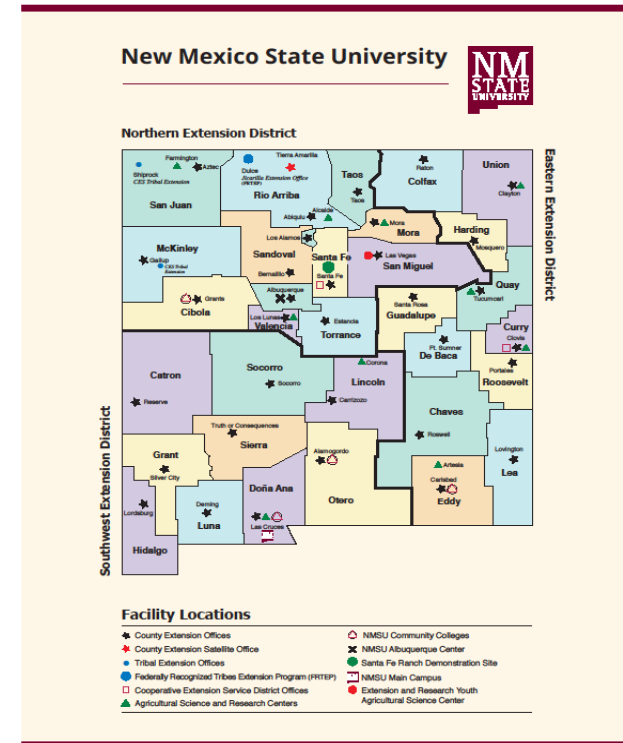 New Mexico State University
NM
STATE
UNIVERSITY
Northern Extension District
Eastern Extension District
Southwest Extension District
Farmington
Aztec
Shiprock
CES Tribal Extension
San Juan
Tierra Amarilla
Dulce
Jicarilla Extension Office
(FRTEP)
Rio Arriba
Abiquiu
Alcalde
Taos
Taos
Raton
Colfax
Union
Clayton
Los Alamos
Mora
Mora
Harding
Mosquero
McKinley
Gallup
CES Tribal
Extension
Sandoval
Bernalillo
Santa Fe
Santa Fe
Las Vegas
San Miguel
Quay
Tucumcari
Grants
Cibola
Albuquerque
Los Lunas
Valencia
Estancia
Torrance
Santa Rosa
Guadalupe
Ft. Sumner
De Baca
Curry
Clovis
Catron
Reserve
Socorro
Socorro
Corona
Lincoln
Carrizozo
Portales
Roosevelt
Chaves
Roswell
Truth or Consequences
Sierra
Grant
Silver City
Alamogordo
Otero
Artesia
Carlsbad
Eddy
Lovington
Lea
Lordsburg
Hidalgo
Deming
Luna
Doña Ana
Las Cruces
Facility Locations
County Extension Offices
County Extension Satellite Office
Tribal Extension Offices
Federally Recognized Tribes Extension Program (FRTEP)
Cooperative Extension Service District Offices
Agricultural Science and Research Centers
NMSU Community Colleges
NMSU Albuquerque Center
Santa Fe Ranch Demonstration Site
NMSU Main Campus
Extension and Research Youth
Agricultural Science Center